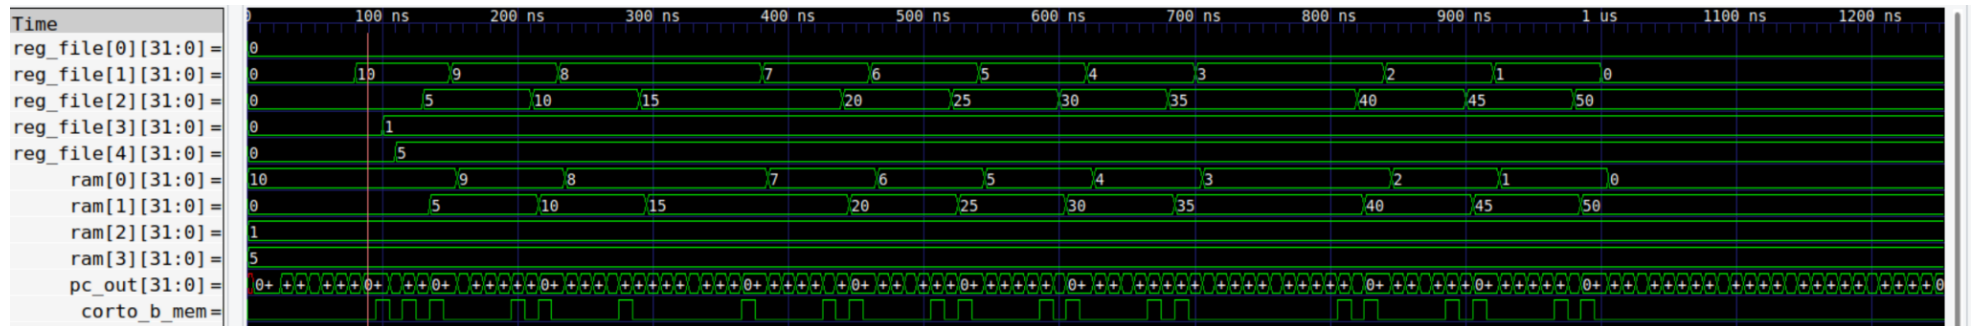 Time 0 100 ns 200 ns 300 ns 400 ns 500 ns 600 ns 700 ns 800 ns 900 ns 1 us 1100 ns 1200 ns
reg_file[0][31:0]= 0
reg_file[1][31:0]= 0 10 9 8 7 6 5 4 3 2 1 0
reg_file[2][31:0]= 0 5 10 15 20 25 30 35 40 45 50
reg_file[3][31:0]= 0 1
reg_file[4][31:0]= 0 5
ram[0][31:0]= 10 9 8 7 6 5 4 3 2 1 0
ram[1][31:0]= 0 5 10 15 20 25 30 35 40 45 50
ram[2][31:0]= 1
ram[3][31:0]= 5
pc_out[31:0]=
corto_b_mem=